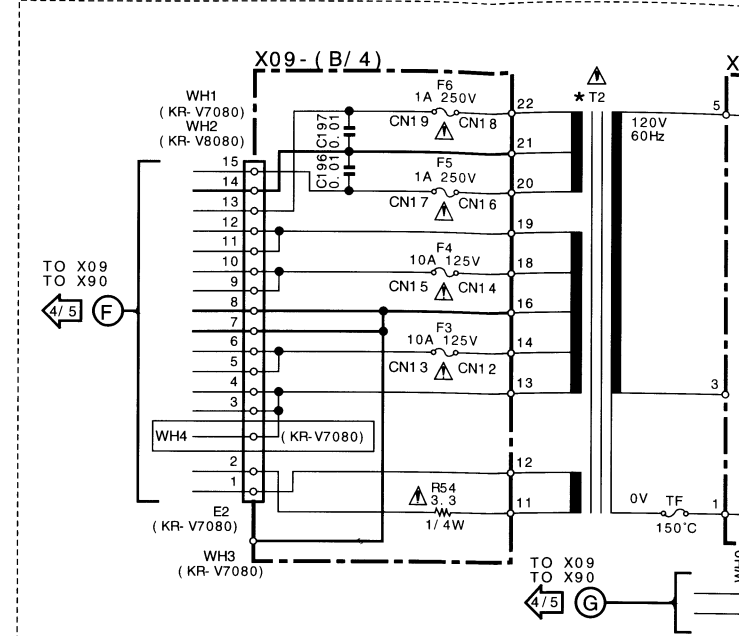 X09-(B/4)
X
WH1
(KR-V7080)
WH2
(KR-V8080)
F6
1A 250V
CN19 CN18
C197
0.01
C196
0.01
F5
1A 250V
CN17 CN16
F4
10A 125V
CN15 CN14
F3
10A 125V
CN13 CN12
R54
3.3
1/4W
15
14
13
12
11
10
9
8
7
6
5
4
3
2
1
WH4
(KR-V7080)
E2
(KR-V7080)
WH3
(KR-V7080)
TO X09
TO X90
4/5
F
22
21
20
19
18
16
14
13
12
11
* T2
120V
60Hz
5
3
0V
TF
150°C
1
TO X09
TO X90
4/5
G